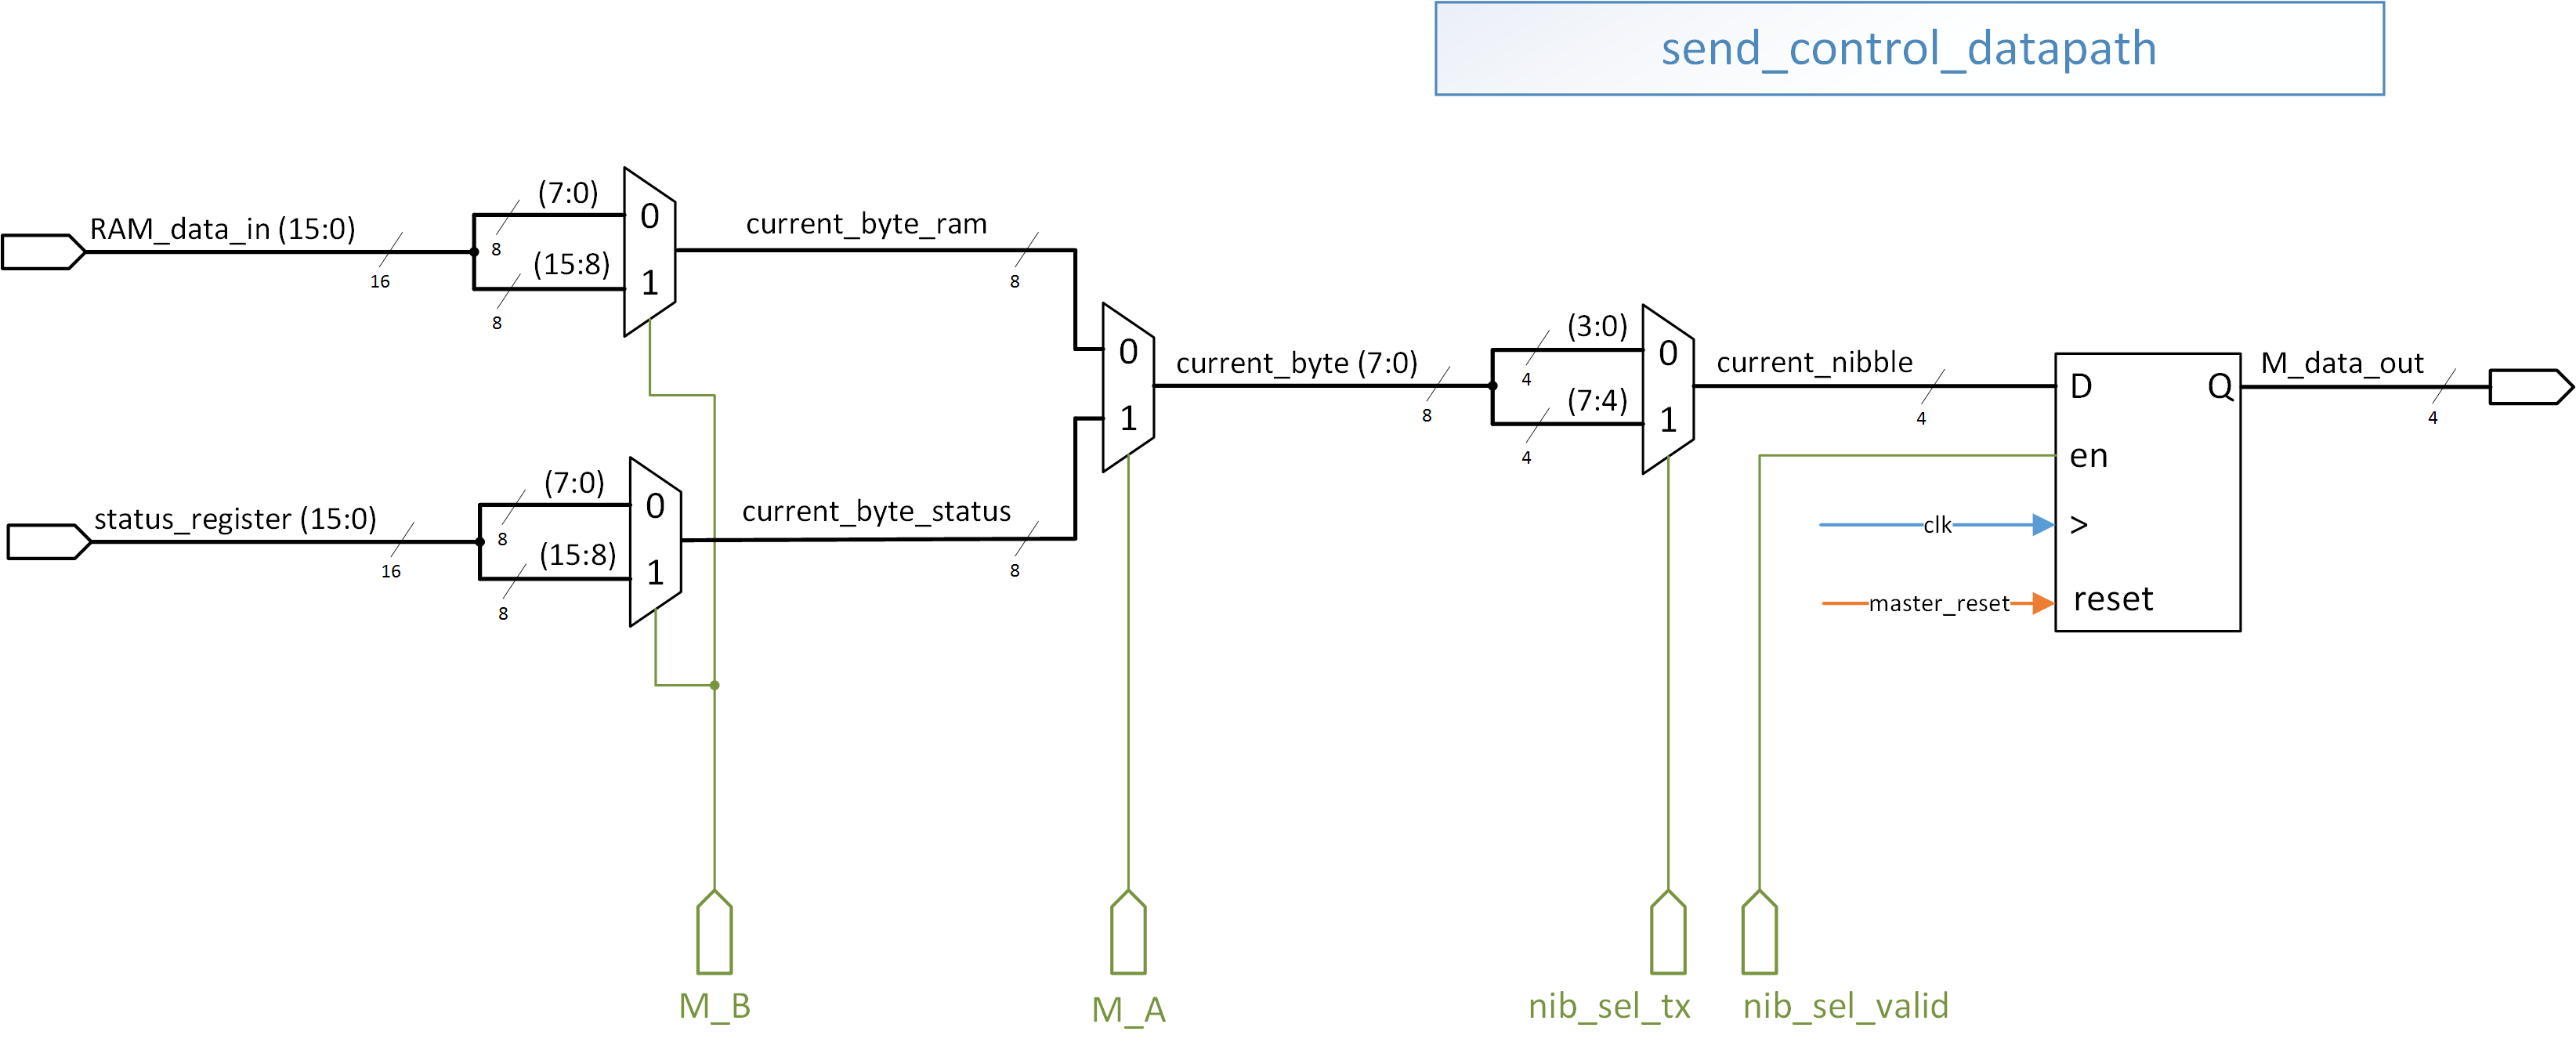 send_control_datapath
RAM_data_in (15:0)
16
(7:0)
8
(15:8)
8
0
1
current_byte_ram
8
status_register (15:0)
16
(7:0)
8
(15:8)
8
0
1
current_byte_status
8
0
1
current_byte (7:0)
8
(3:0)
4
(7:4)
4
0
1
current_nibble
4
D
Q
en
clk
>
master_reset
reset
M_data_out
4
M_B
M_A
nib_sel_tx
nib_sel_valid